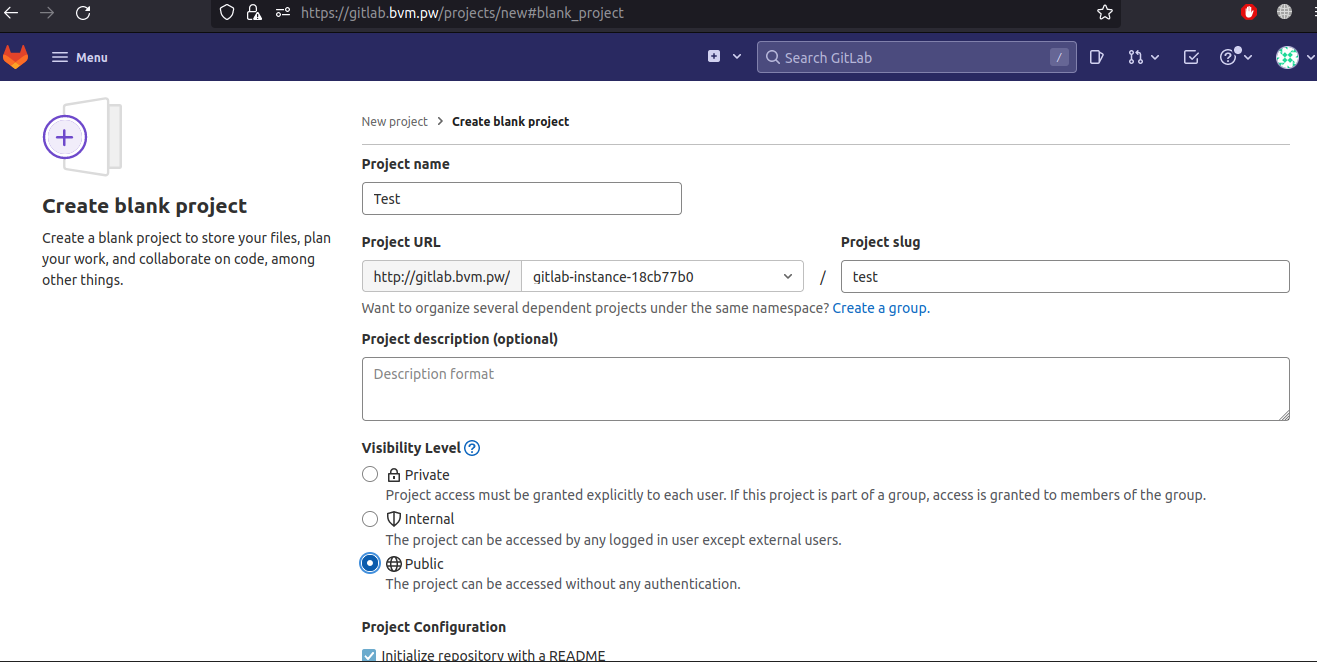 https://gitlab.bvm.pw/projects/new#blank_project
Menu
Search GitLab /
New project > Create blank project
Create blank project
Create a blank project to store your files, plan
your work, and collaborate on code, among
other things.
Project name
Test
Project URL
Project slug
http://gitlab.bvm.pw/ gitlab-instance-18cb77b0 / test
Want to organize several dependent projects under the same namespace? Create a group.
Project description (optional)
Description format
Visibility Level ?
Private
Project access must be granted explicitly to each user. If this project is part of a group, access is granted to members of the group.
Internal
The project can be accessed by any logged in user except external users.
Public
The project can be accessed without any authentication.
Project Configuration
Initialize repository with a README